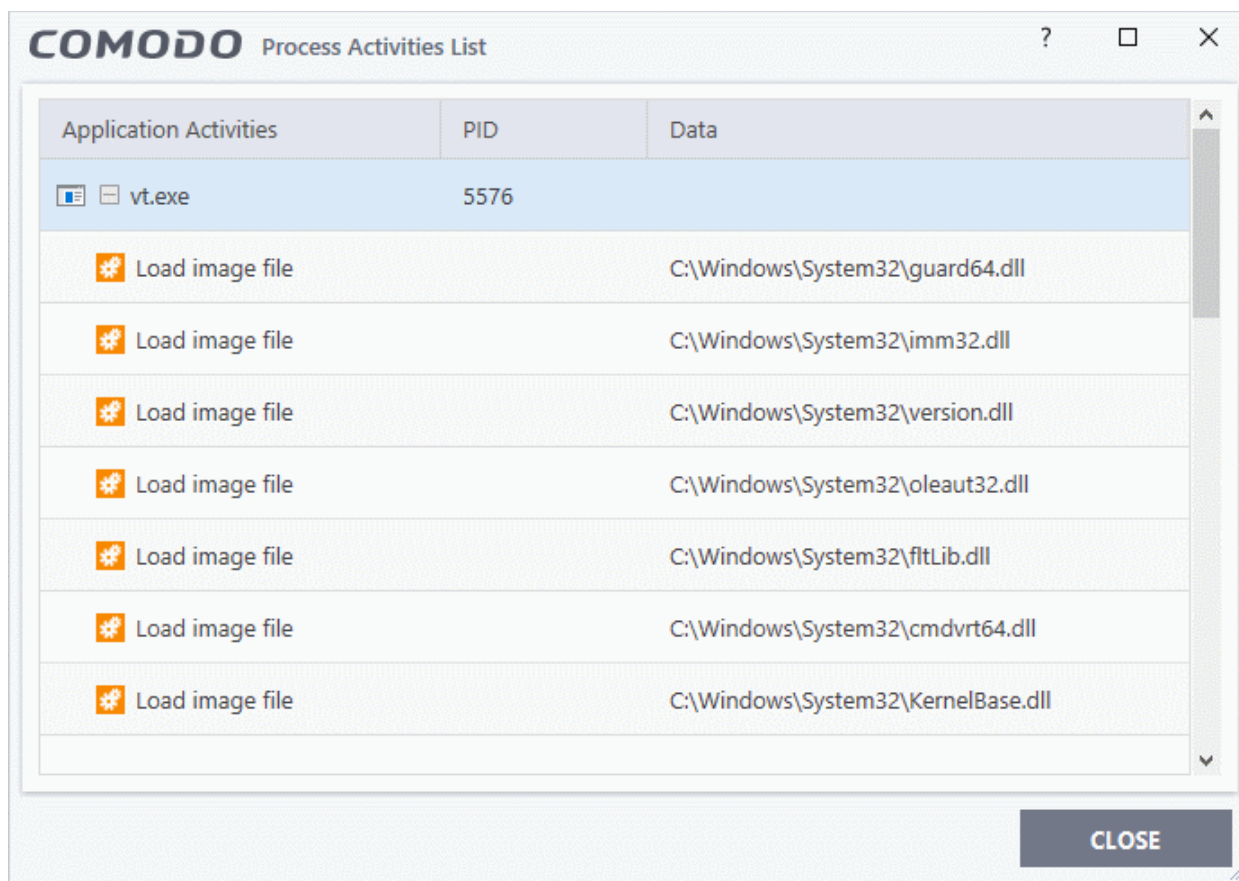 COMODO Process Activities List ?
Application Activities PID Data
vt.exe 5576
Load image file C:\Windows\System32\guard64.dll
Load image file C:\Windows\System32\imm32.dll
Load image file C:\Windows\System32\version.dll
Load image file C:\Windows\System32\oleaut32.dll
Load image file C:\Windows\System32\fltLib.dll
Load image file C:\Windows\System32\cmdvrt64.dll
Load image file C:\Windows\System32\KernelBase.dll
CLOSE